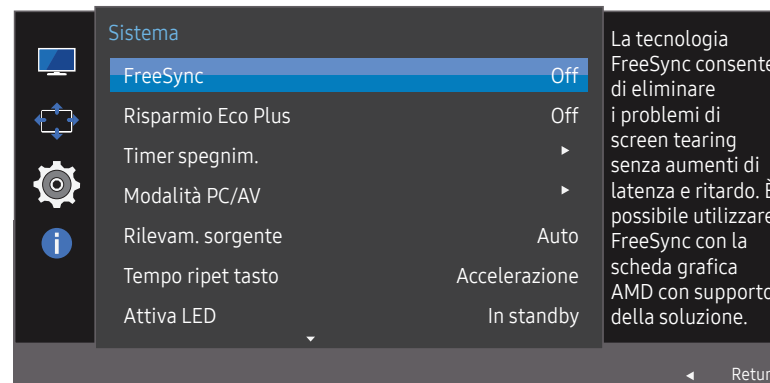 Sistema
FreeSync Off
Risparmio Eco Plus Off
Timer spegnim.
Modalità PC/AV
Rilevam. sorgente Auto
Tempo ripet tasto Accelerazione
Attiva LED In standby
La tecnologia
FreeSync consente
di eliminare
i problemi di
screen tearing
senza aumenti di
latenza e ritardo. È
possibile utilizzare
FreeSync con la
scheda grafica
AMD con supporto
della soluzione.
Retur